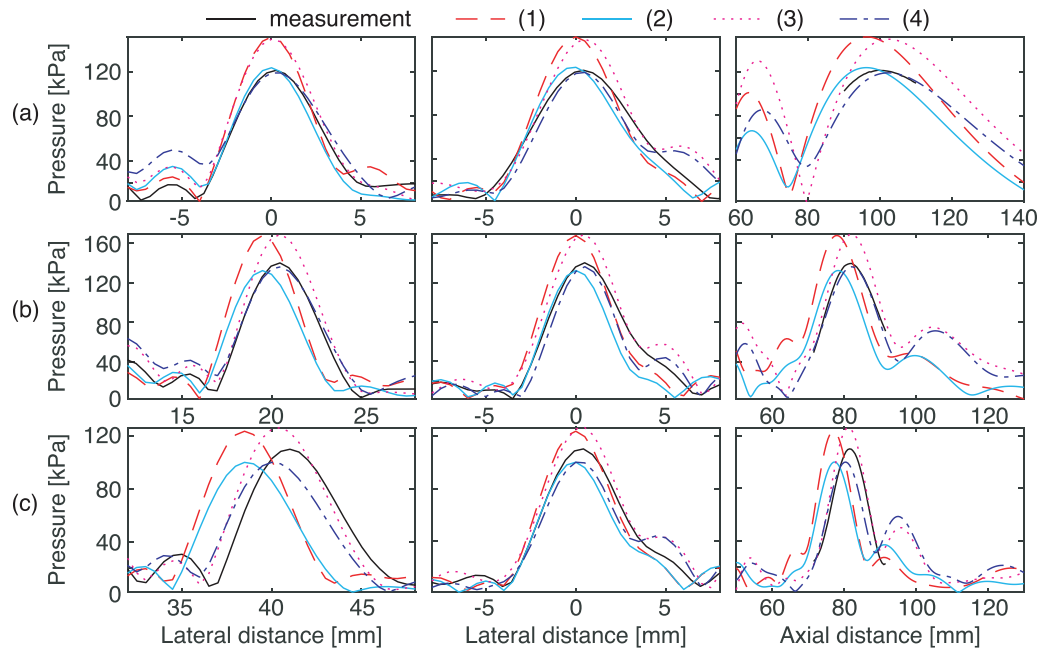 measurement (1) (2) (3) (4)
(a)
Pressure [kPa]
120
80
40
0
-5 0 5
-5 0 5
60 80 100 120 140
(b)
Pressure [kPa]
160
120
80
40
0
15 20 25
-5 0 5
60 80 100 120
(c)
Pressure [kPa]
120
80
40
0
35 40 45
-5 0 5
60 80 100 120
Lateral distance [mm] Lateral distance [mm] Axial distance [mm]